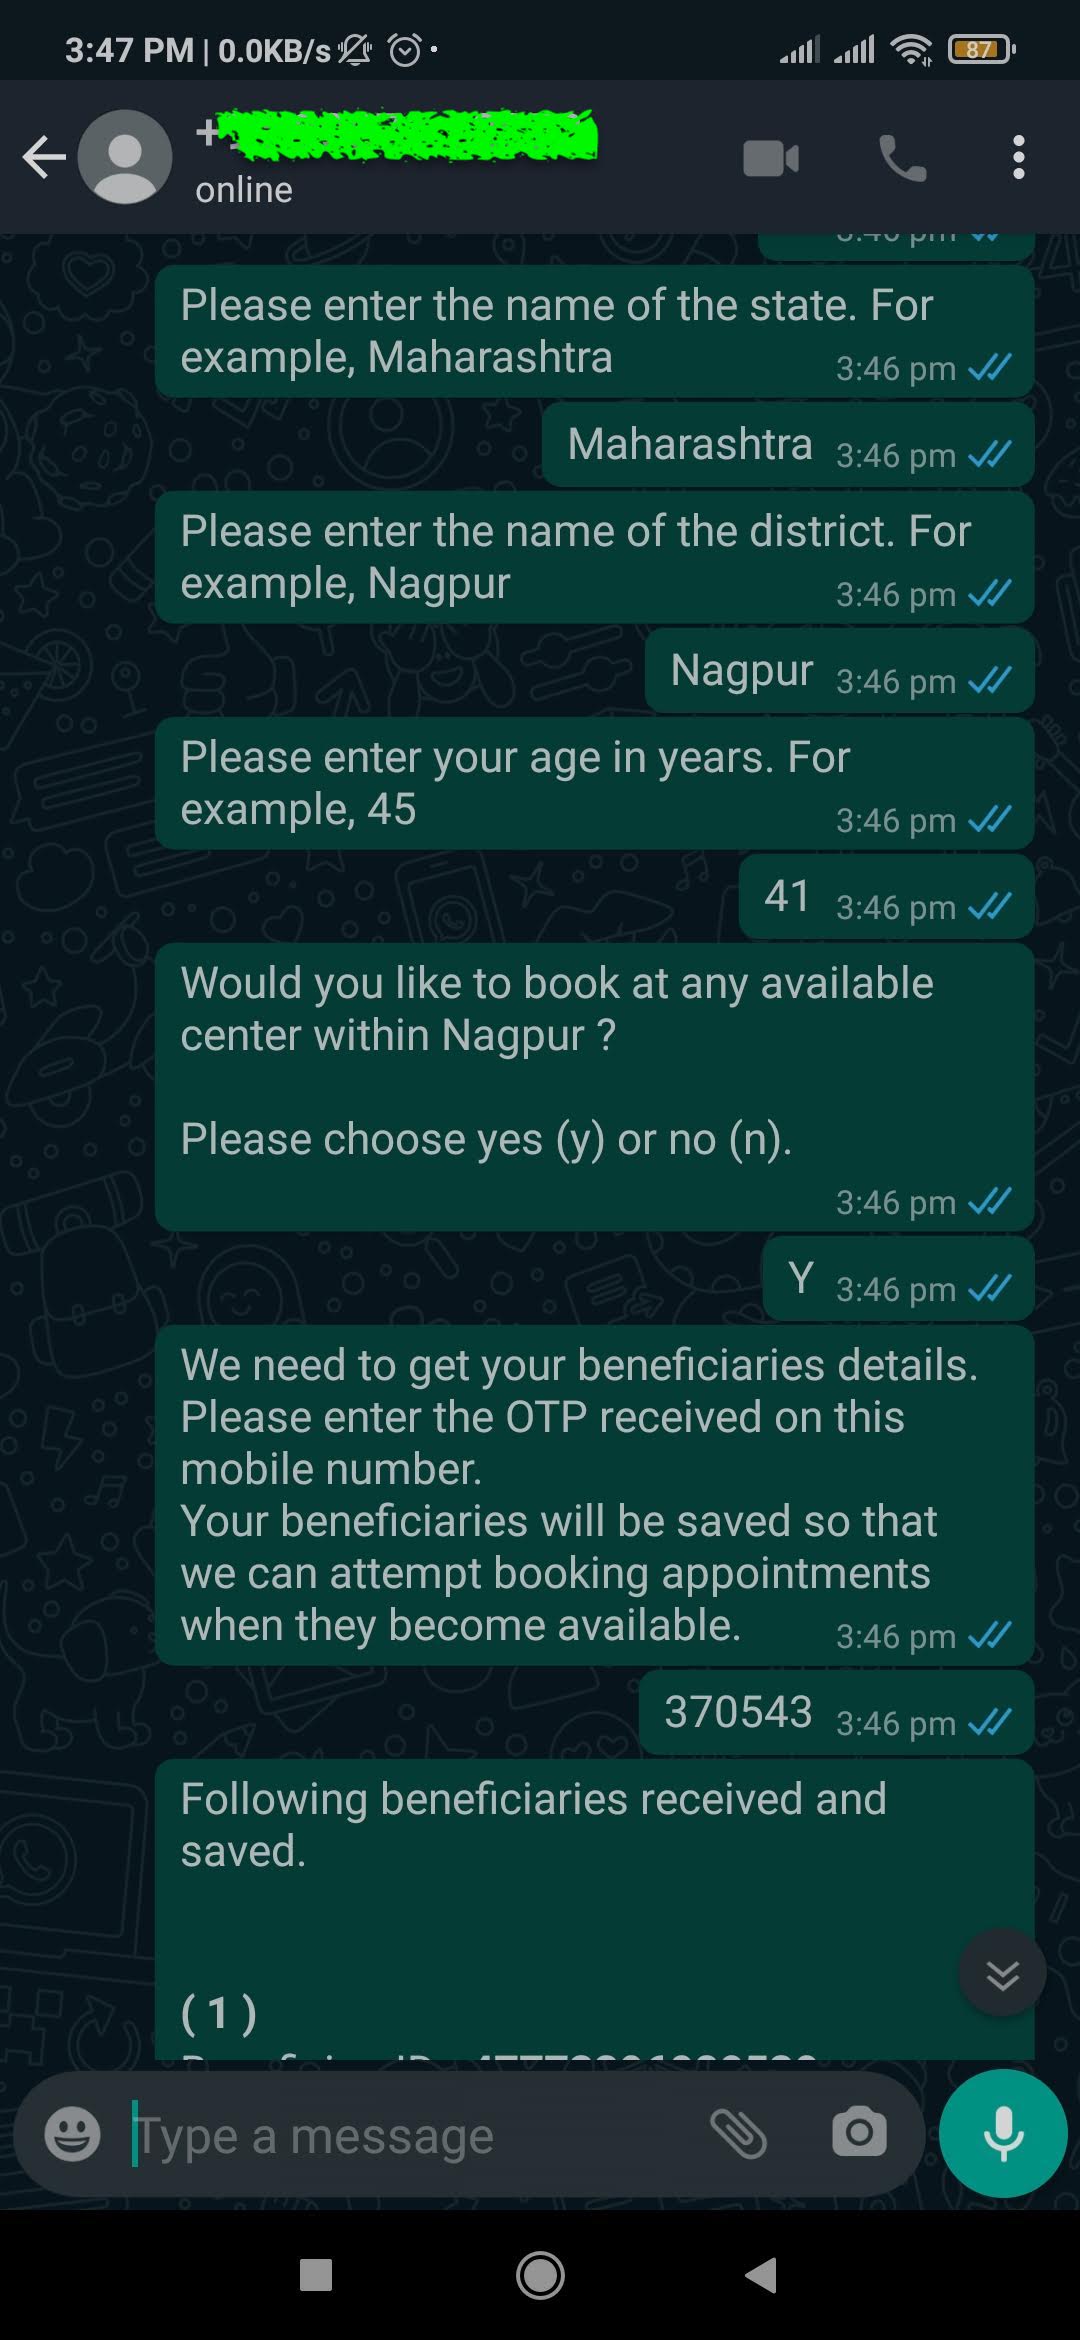 3:47 PM | 0.0KB/s
87
+
online
3:46 pm
Please enter the name of the state. For
example, Maharashtra 3:46 pm
Maharashtra 3:46 pm
Please enter the name of the district. For
example, Nagpur 3:46 pm
Nagpur 3:46 pm
Please enter your age in years. For
example, 45 3:46 pm
41 3:46 pm
Would you like to book at any available
center within Nagpur ?
Please choose yes (y) or no (n).
3:46 pm
Y 3:46 pm
We need to get your beneficiaries details.
Please enter the OTP received on this
mobile number.
Your beneficiaries will be saved so that
we can attempt booking appointments
when they become available. 3:46 pm
370543 3:46 pm
Following beneficiaries received and
saved.
( 1 )
Type a message